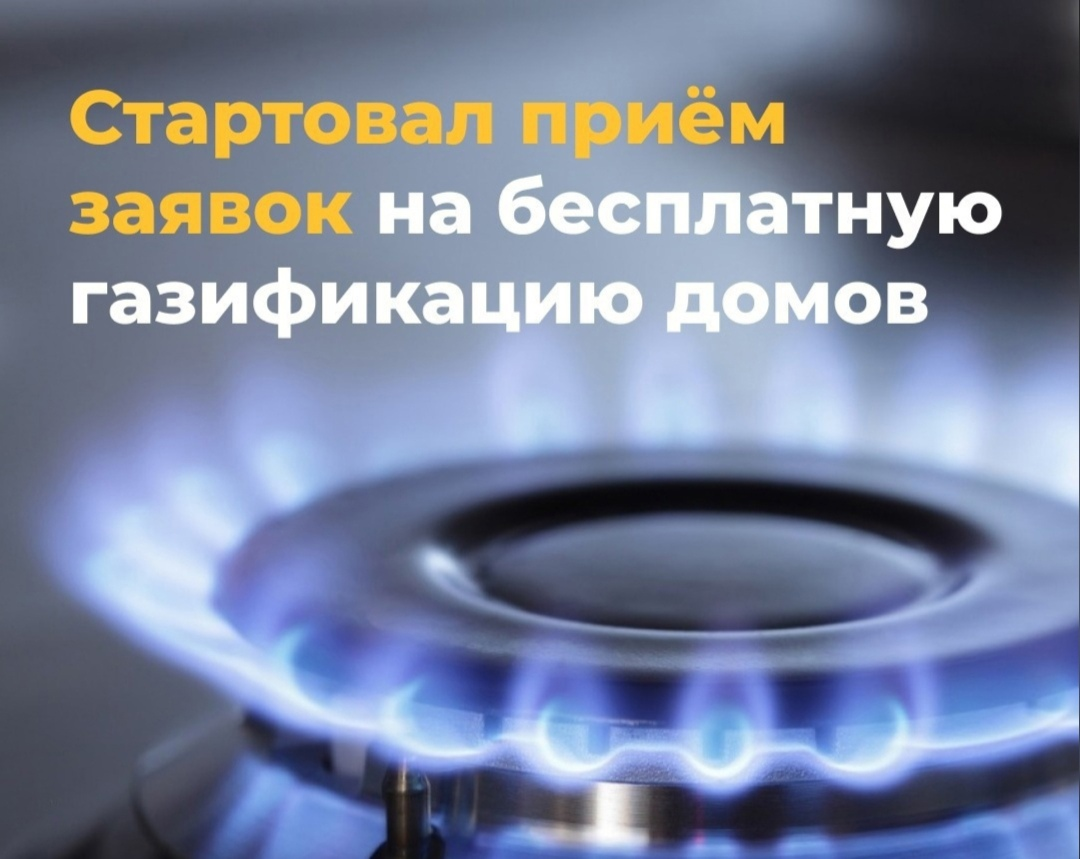 Стартовал приём
заявок на бесплатную
газификацию домов